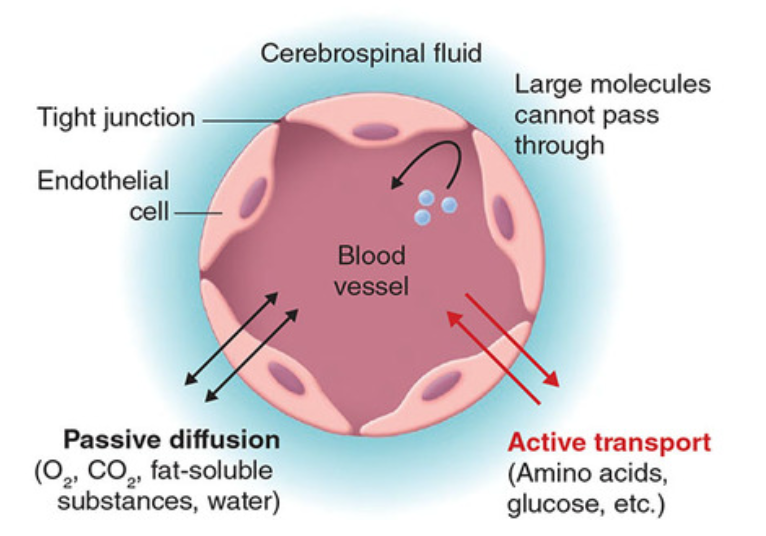 Cerebrospinal fluid
Large molecules
cannot pass
through
Tight junction
Endothelial
cell
Blood
vessel
Passive diffusion
(O₂, CO₂, fat-soluble
substances, water)
Active transport
(Amino acids,
glucose, etc.)